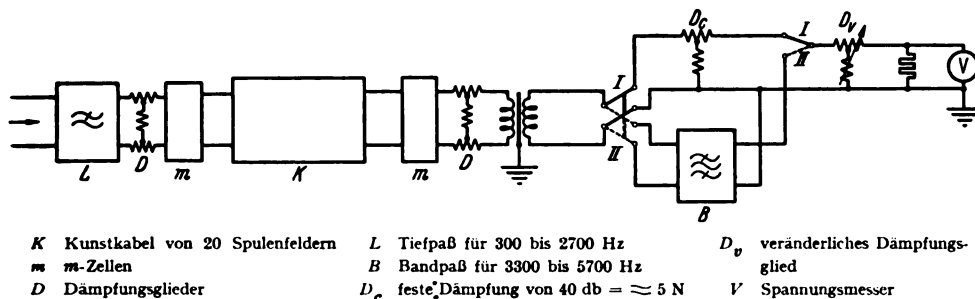 D_c
I
D_v
II
V
I
II
L
D
m
K
m
D
B
K Kunstkabel von 20 Spulenfeldern
L Tiefpaß für 300 bis 2700 Hz
D_v veränderliches Dämpfungs-
glied
m m-Zellen
B Bandpaß für 3300 bis 5700 Hz
D Dämpfungsglieder
D_c feste Dämpfung von 40 db = ≈ 5 N
V Spannungsmesser